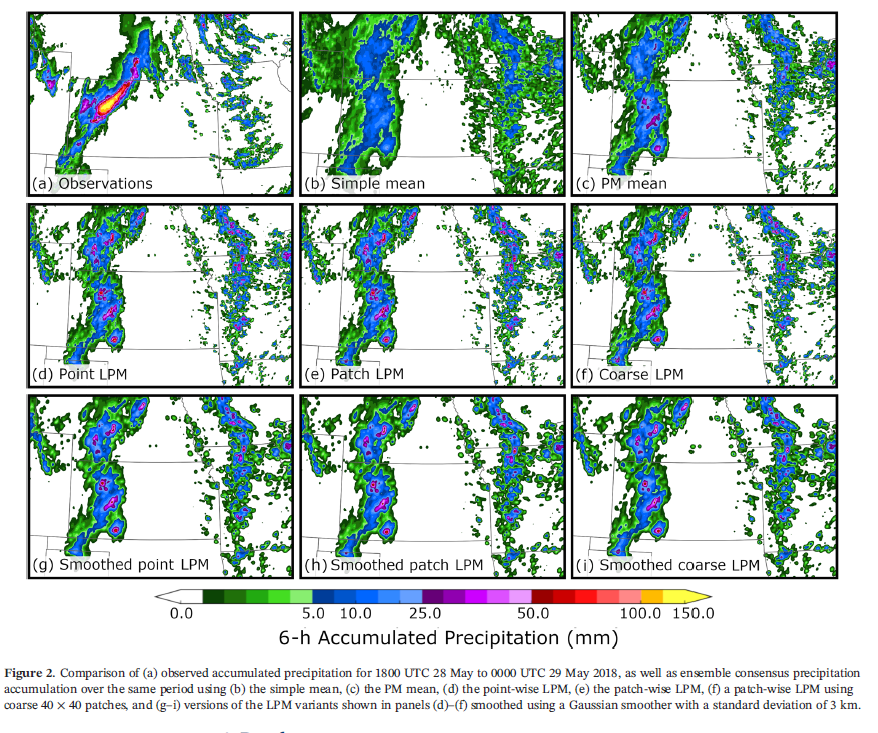 (a) Observations
(b) Simple mean
(c) PM mean
(d) Point LPM
(e) Patch LPM
(f) Coarse LPM
(g) Smoothed point LPM
(h) Smoothed patch LPM
(i) Smoothed coarse LPM
0.0 5.0 10.0 25.0 50.0 100.0 150.0
6-h Accumulated Precipitation (mm)
Figure 2. Comparison of (a) observed accumulated precipitation for 1800 UTC 28 May to 0000 UTC 29 May 2018, as well as ensemble consensus precipitation
accumulation over the same period using (b) the simple mean, (c) the PM mean, (d) the point-wise LPM, (e) the patch-wise LPM, (f) a patch-wise LPM using
coarse 40 × 40 patches, and (g–i) versions of the LPM variants shown in panels (d)–(f) smoothed using a Gaussian smoother with a standard deviation of 3 km.